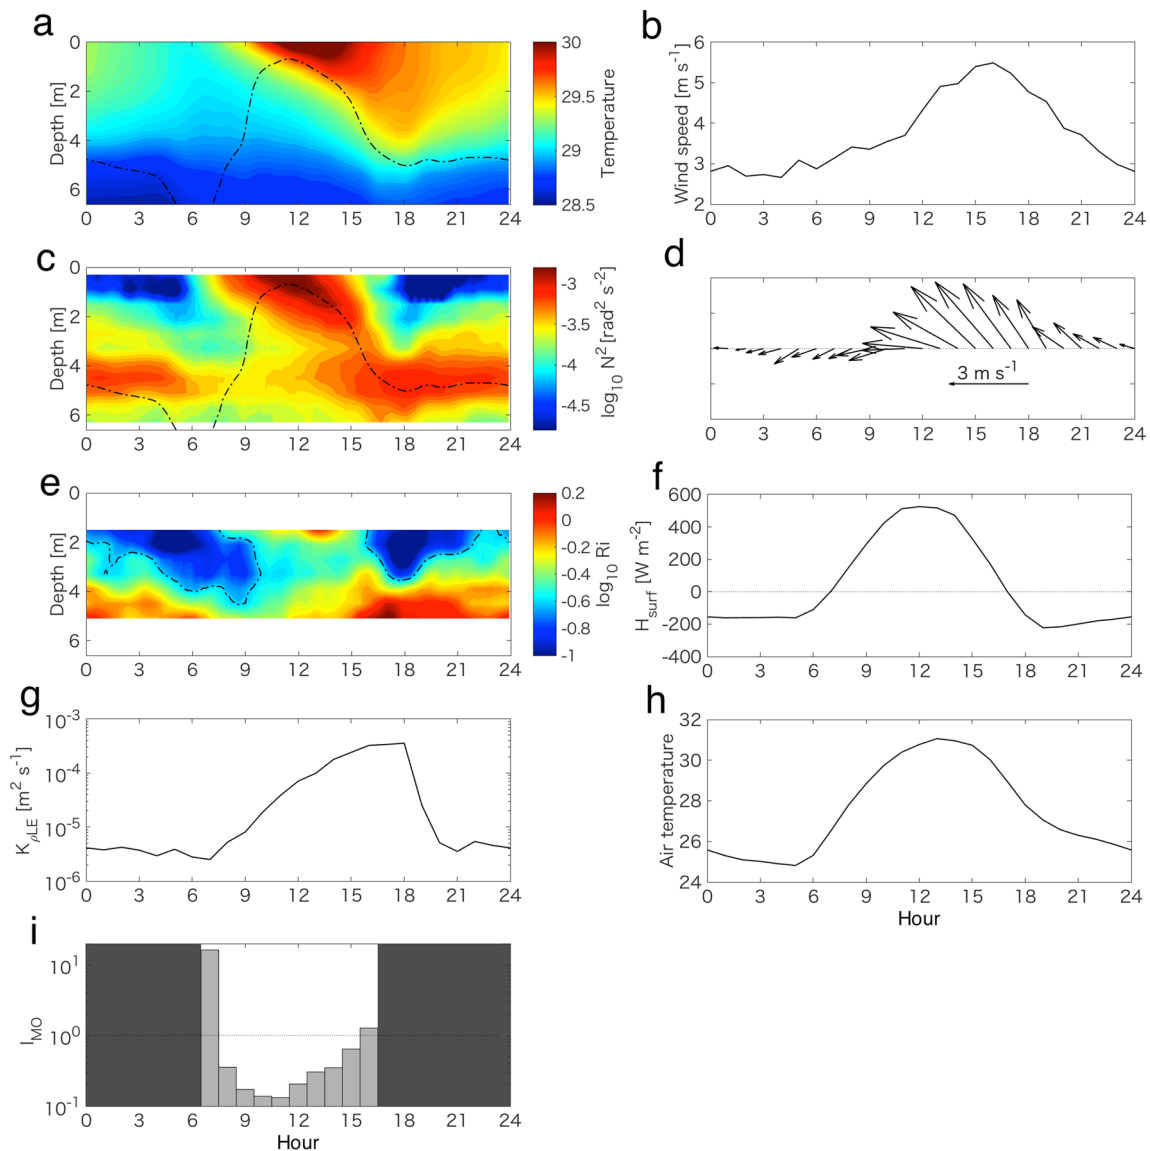 a
0
2
4
6
Depth [m]
0 3 6 9 12 15 18 21 24
30
29.5
29
28.5
Temperature
b
6
5
4
3
2
Wind speed [m s-1]
0 3 6 9 12 15 18 21 24
c
0
2
4
6
Depth [m]
0 3 6 9 12 15 18 21 24
-3
-3.5
-4
-4.5
log10 N2 [rad2 s-2]
d
3 m s-1
0 3 6 9 12 15 18 21 24
e
0
2
4
6
Depth [m]
0 3 6 9 12 15 18 21 24
0.2
0
-0.2
-0.4
-0.6
-0.8
-1
log10 Ri
f
600
400
200
0
-200
-400
Hsurf [W m-2]
0 3 6 9 12 15 18 21 24
g
10-3
10-4
10-5
10-6
KρLE [m2 s-1]
0 3 6 9 12 15 18 21 24
h
32
30
28
26
24
Air temperature
0 3 6 9 12 15 18 21 24
Hour
i
101
100
10-1
lMO
0 3 6 9 12 15 18 21 24
Hour